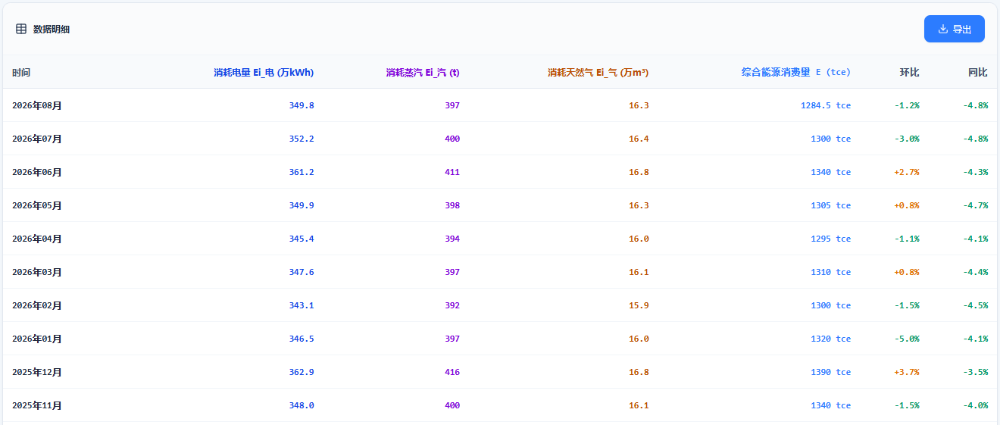 数据明细 导出
时间 消耗电量 Ei_电 (万kWh) 消耗蒸汽 Ei_汽 (t) 消耗天然气 Ei_气 (万m³) 综合能源消费量 E (tce) 环比 同比
2026年08月 349.8 397 16.3 1284.5 tce -1.2% -4.8%
2026年07月 352.2 400 16.4 1300 tce -3.0% -4.8%
2026年06月 361.2 411 16.8 1340 tce +2.7% -4.3%
2026年05月 349.9 398 16.3 1305 tce +0.8% -4.7%
2026年04月 345.4 394 16.0 1295 tce -1.1% -4.1%
2026年03月 347.6 397 16.1 1310 tce +0.8% -4.4%
2026年02月 343.1 392 15.9 1300 tce -1.5% -4.5%
2026年01月 346.5 397 16.0 1320 tce -5.0% -4.1%
2025年12月 362.9 416 16.8 1390 tce +3.7% -3.5%
2025年11月 348.0 400 16.1 1340 tce -1.5% -4.0%